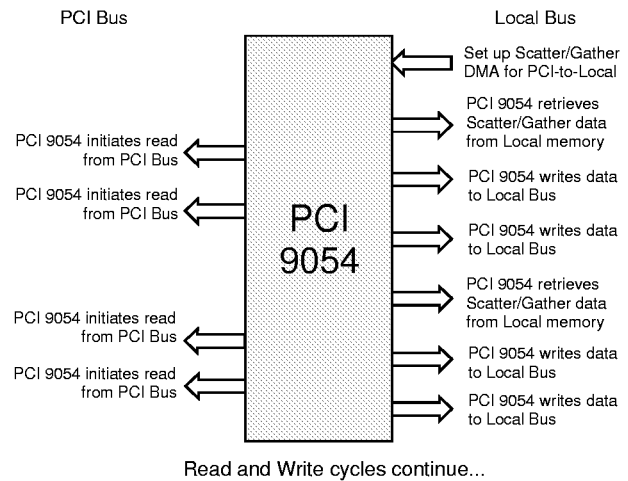 PCI Bus
Local Bus
Set up Scatter/Gather
DMA for PCI-to-Local
PCI 9054 retrieves
Scatter/Gather data
from Local memory
PCI 9054 initiates read
from PCI Bus
PCI 9054 writes data
to Local Bus
PCI 9054 initiates read
from PCI Bus
PCI
9054
PCI 9054 writes data
to Local Bus
PCI 9054 retrieves
Scatter/Gather data
from Local memory
PCI 9054 initiates read
from PCI Bus
PCI 9054 writes data
to Local Bus
PCI 9054 initiates read
from PCI Bus
PCI 9054 writes data
to Local Bus
Read and Write cycles continue...